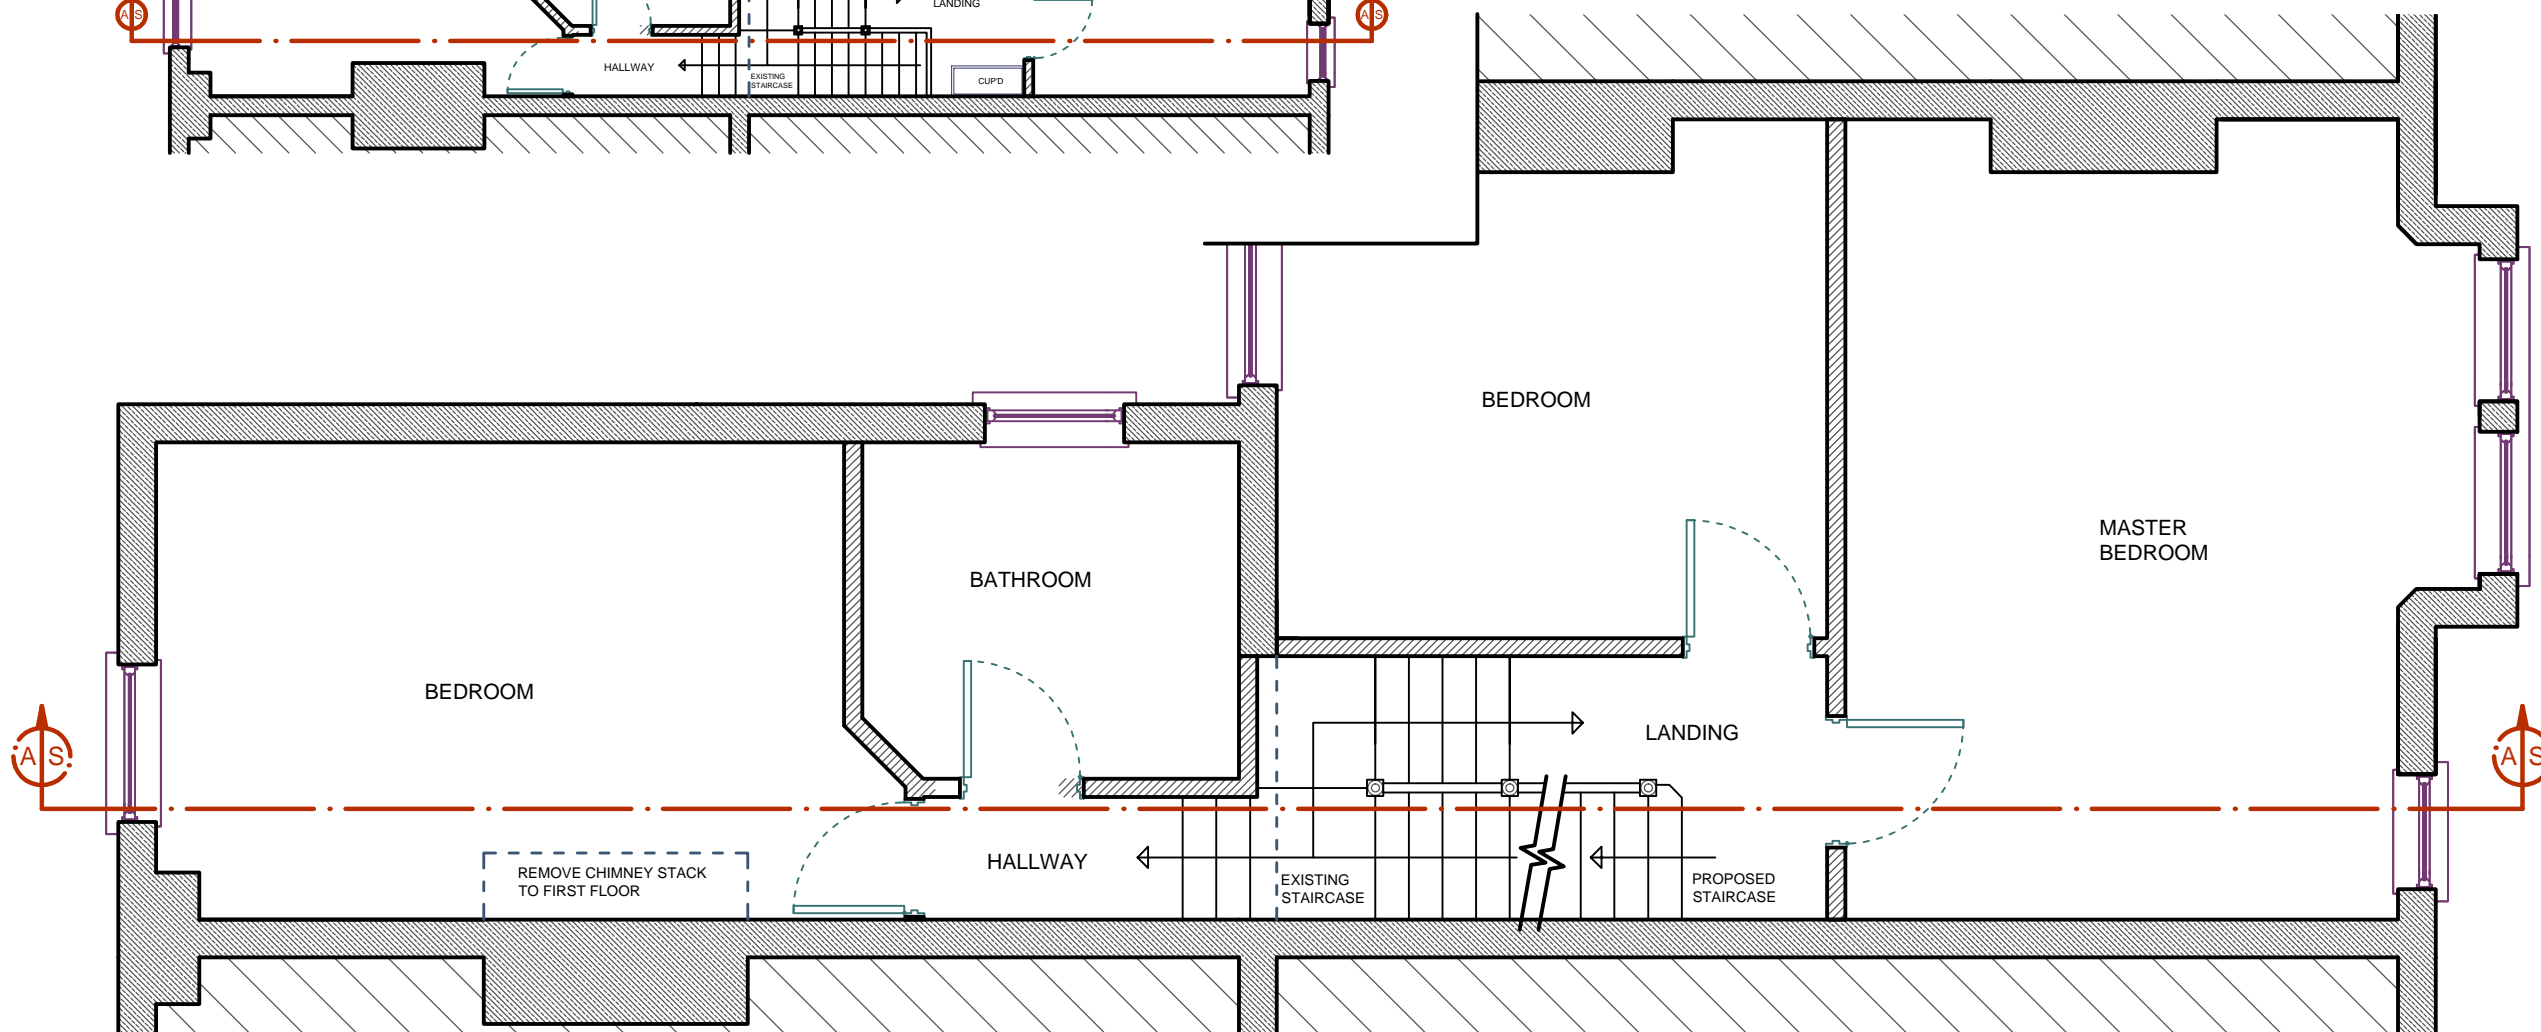 LANDING
A S
A S
HALLWAY
EXISTING
STAIRCASE
CUP'D
BEDROOM
MASTER
BEDROOM
BATHROOM
BEDROOM
LANDING
A S
A S
HALLWAY
REMOVE CHIMNEY STACK
TO FIRST FLOOR
EXISTING
STAIRCASE
PROPOSED
STAIRCASE